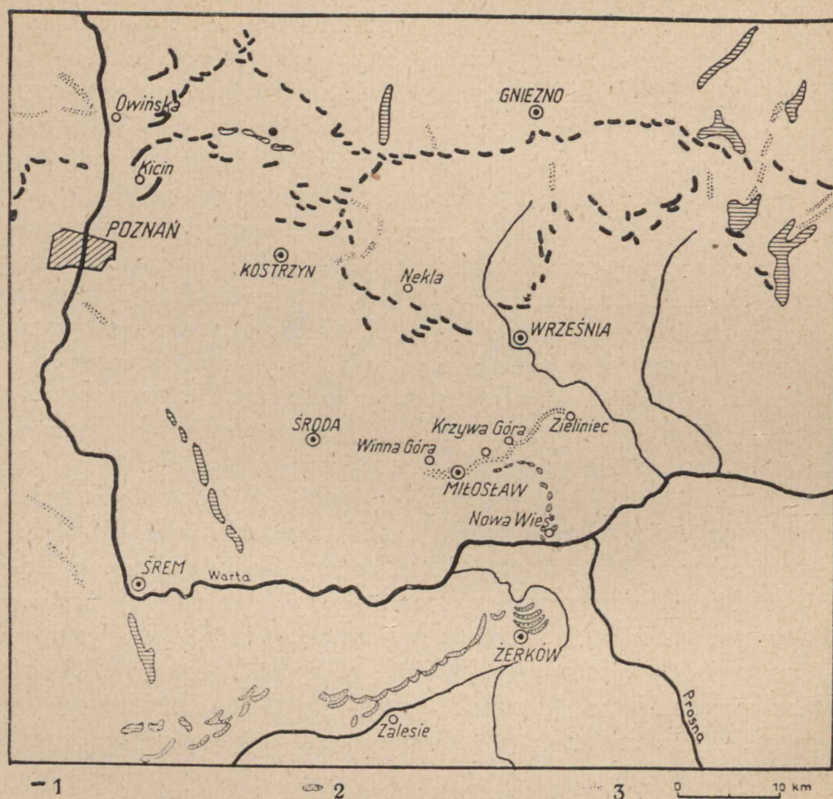 GNIEZNO
Owińska
Kicin
POZNAŃ
KOSTRZYN
Nekla
WRZEŚNIA
ŚRODA
Krzywa Góra
Zieliniec
Winna Góra
MIŁOSŁAW
Nowa Wieś
ŚREM
Warta
ŻERKÓW
Prosna
Zalesie
1 2 3 0 10 km